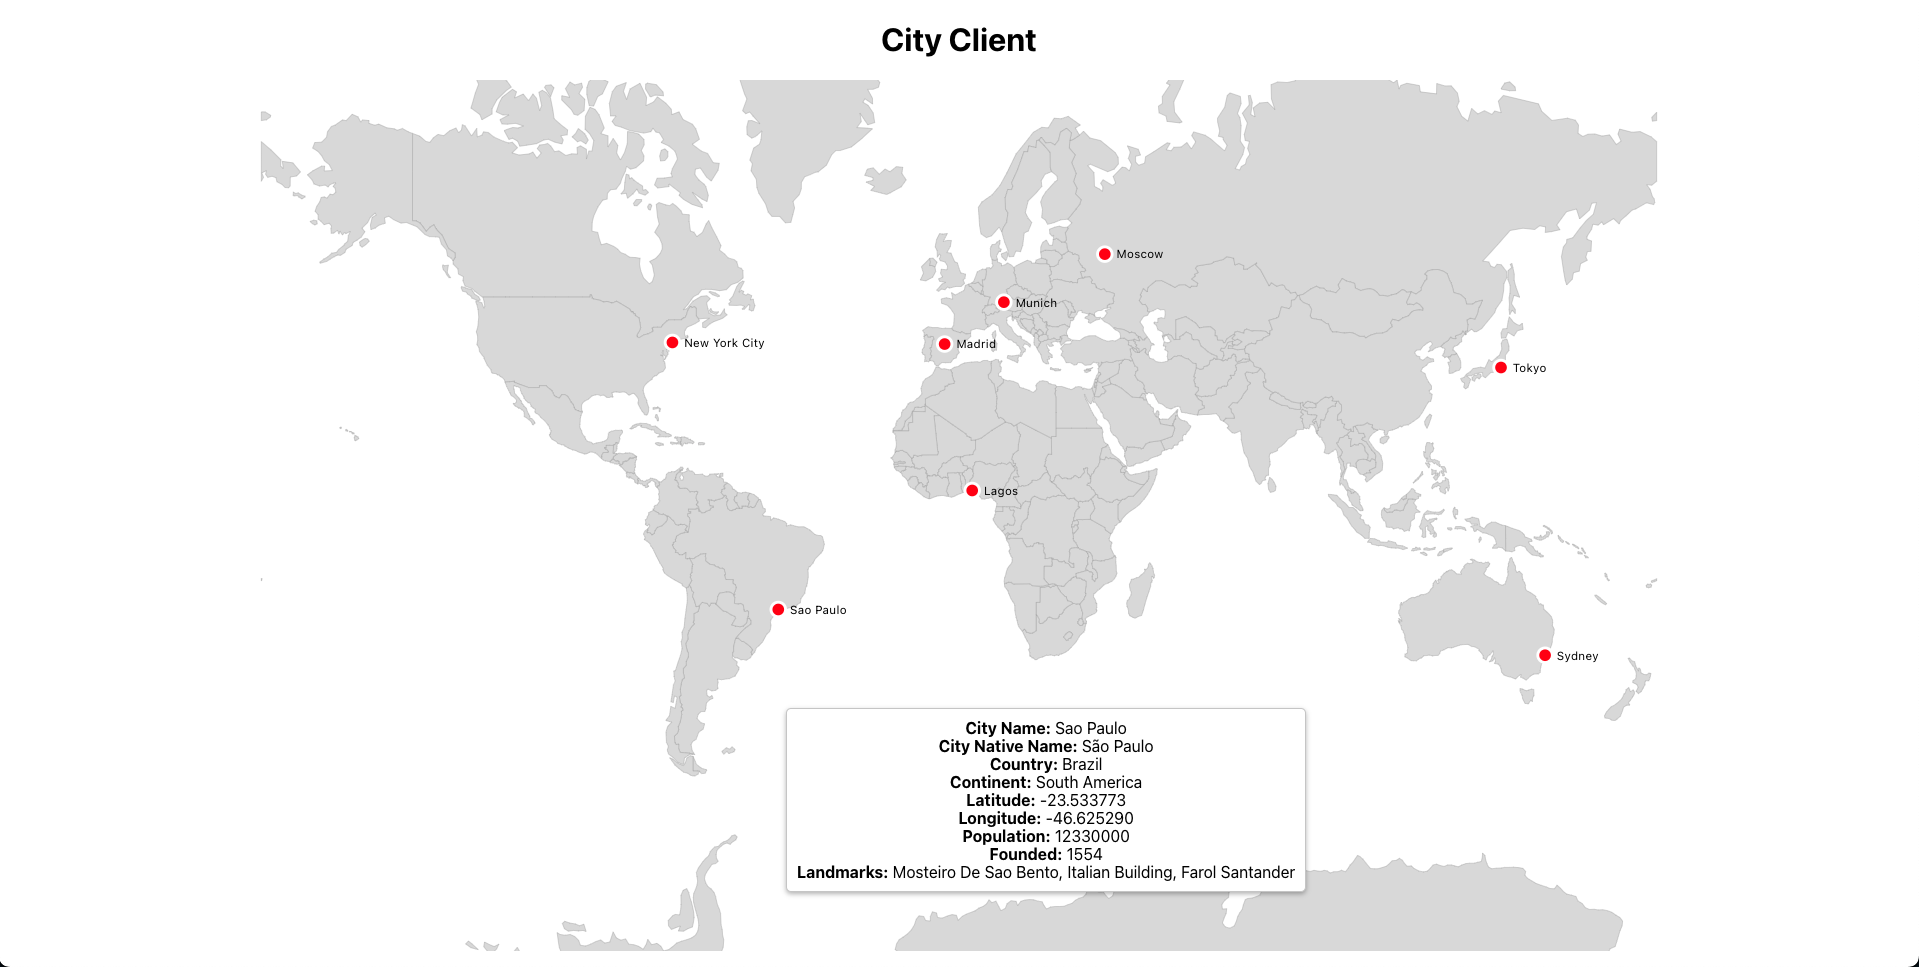 City Client
Moscow
Munich
New York City
Madrid
Tokyo
Lagos
Sao Paulo
Sydney
City Name: Sao Paulo
City Native Name: São Paulo
Country: Brazil
Continent: South America
Latitude: -23.533773
Longitude: -46.625290
Population: 12330000
Founded: 1554
Landmarks: Mosteiro De Sao Bento, Italian Building, Farol Santander